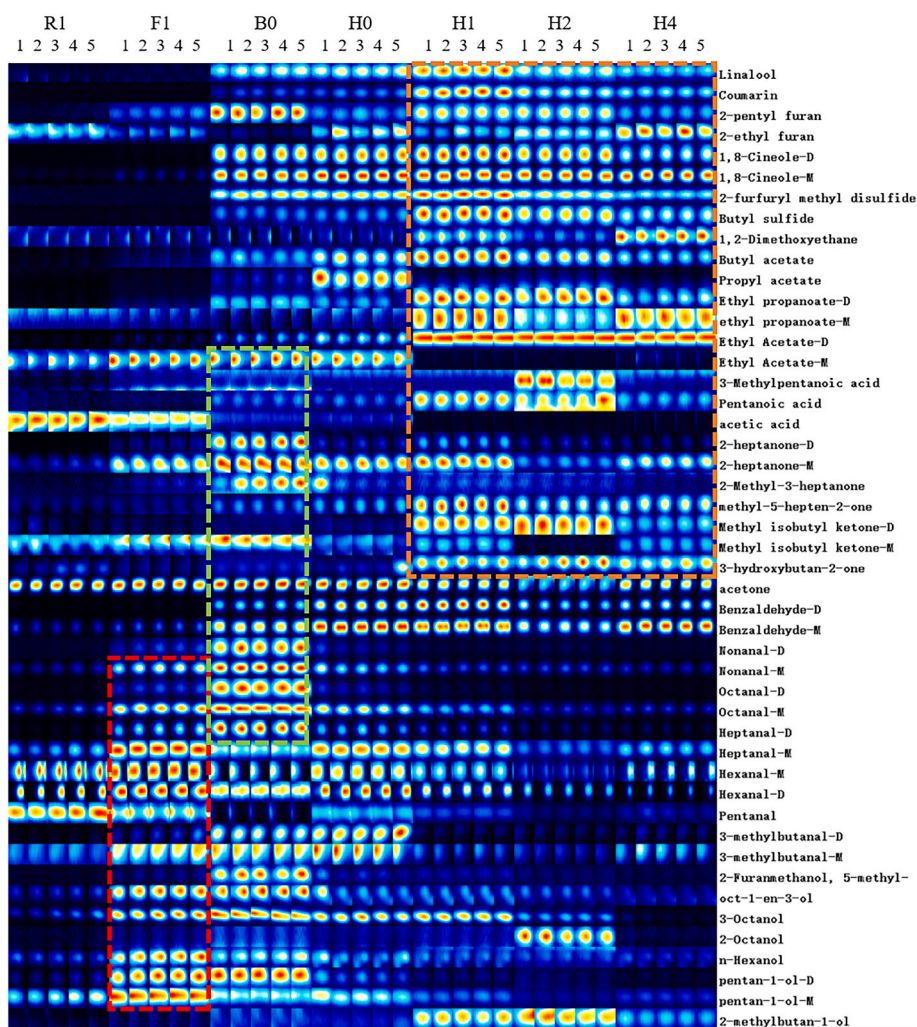 R1 F1 B0 H0 H1 H2 H4
1 2 3 4 5 1 2 3 4 5 1 2 3 4 5 1 2 3 4 5 1 2 3 4 5 1 2 3 4 5 1 2 3 4 5
Linalool
Coumarin
2-pentyl furan
2-ethyl furan
1,8-Cineole-D
1,8-Cineole-M
2-furfuryl methyl disulfide
Butyl sulfide
1,2-Dimethoxyethane
Butyl acetate
Propyl acetate
Ethyl propanoate-D
ethyl propanoate-M
Ethyl Acetate-D
Ethyl Acetate-M
3-Methylpentanoic acid
Pentanoic acid
acetic acid
2-heptanone-D
2-heptanone-M
2-Methyl-3-heptanone
methyl-5-hepten-2-one
Methyl isobutyl ketone-D
Methyl isobutyl ketone-M
3-hydroxybutan-2-one
acetone
Benzaldehyde-D
Benzaldehyde-M
Nonanal-D
Nonanal-M
Octanal-D
Octanal-M
Heptanal-D
Heptanal-M
Hexanal-M
Hexanal-D
Pentanal
3-methylbutanal-D
3-methylbutanal-M
2-Furanmethanol, 5-methyl-
oct-1-en-3-ol
3-Octanol
2-Octanol
n-Hexanol
pentan-1-ol-D
pentan-1-ol-M
2-methylbutan-1-ol